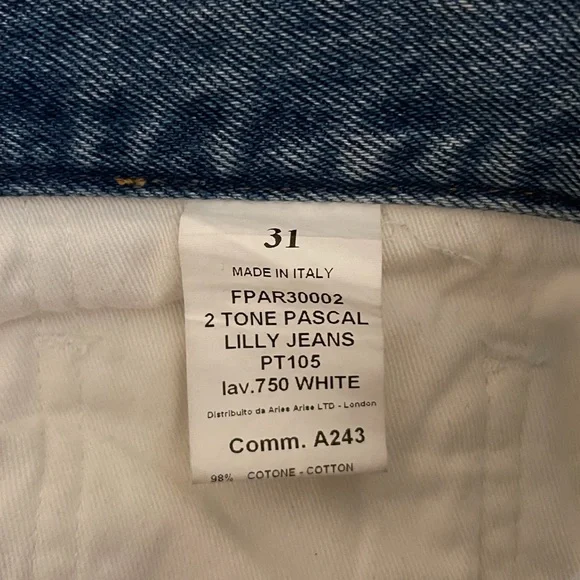 31
MADE IN ITALY
FPAR30002
2 TONE PASCAL
LILLY JEANS
PT105
lav.750 WHITE
Distribuito da Aries Arise LTD - London
Comm. A243
98% COTONE - COTTON